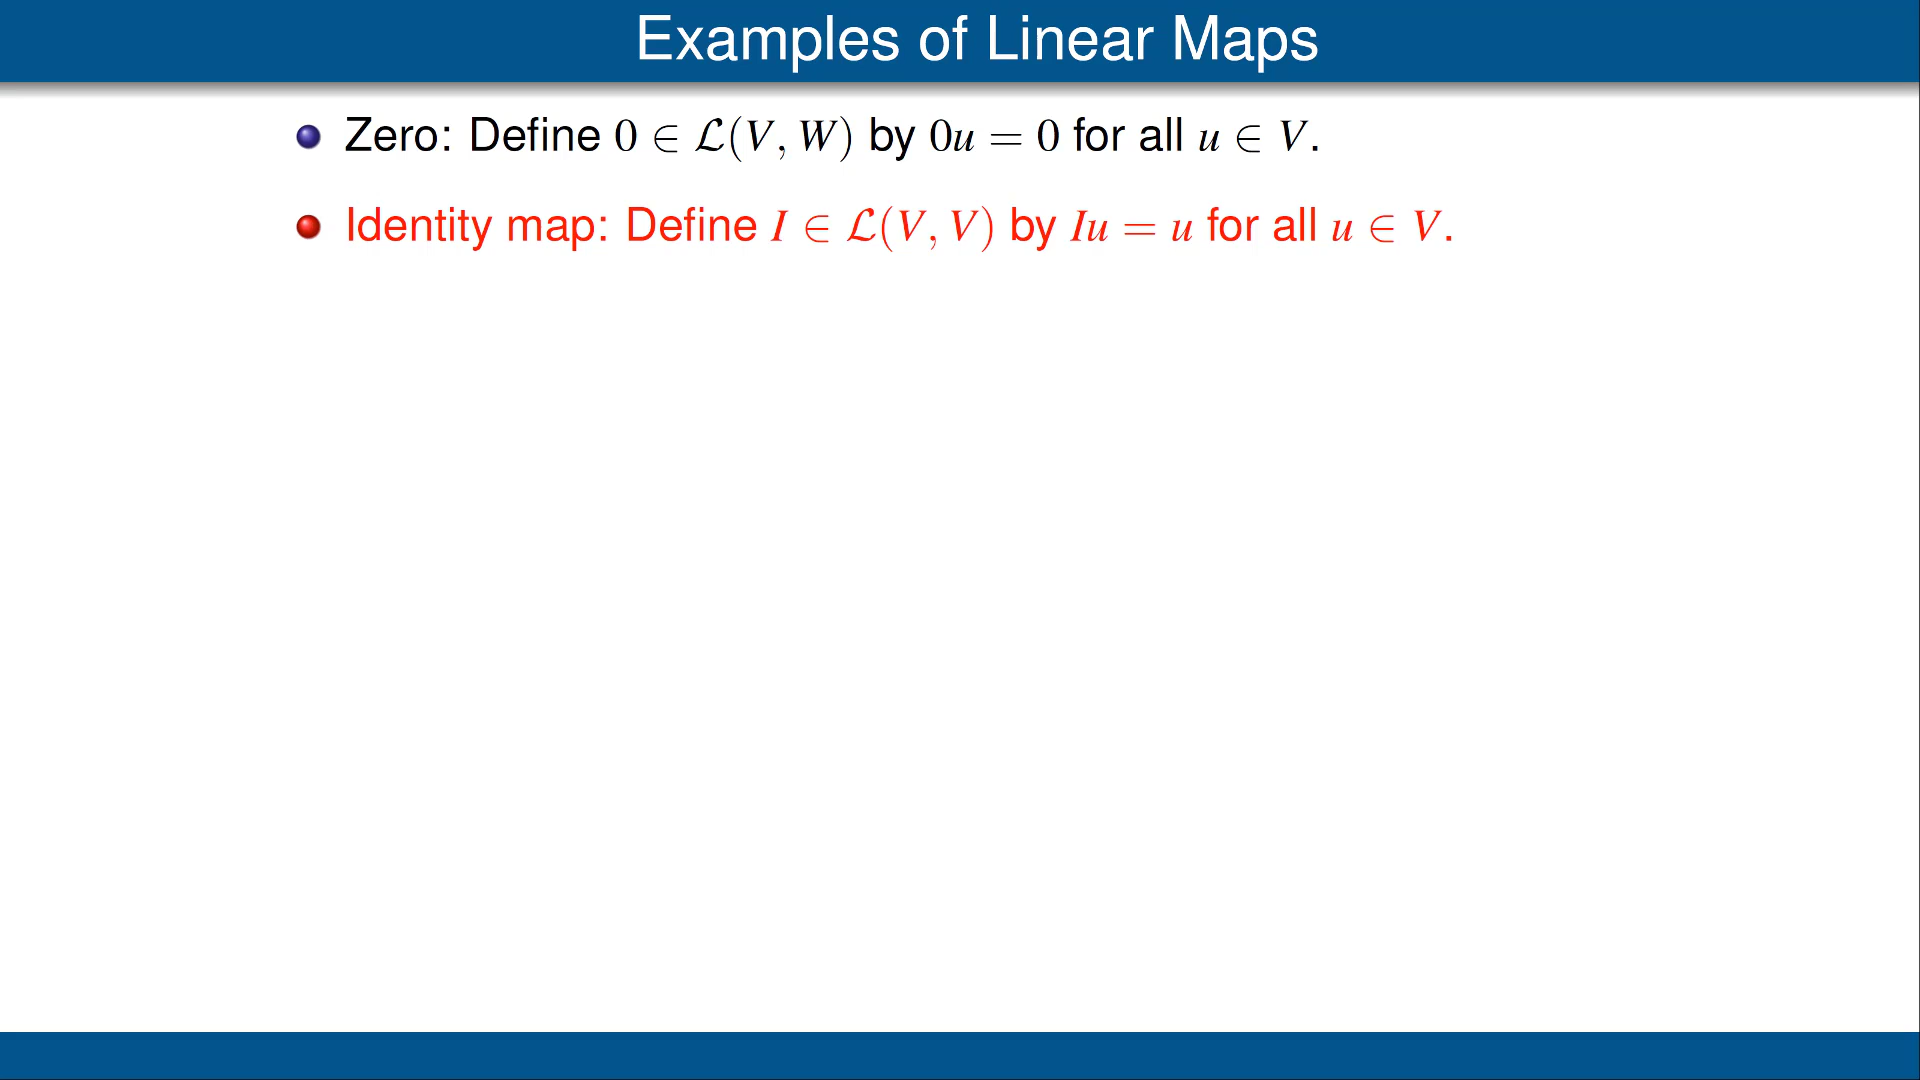 Examples of Linear Maps
Zero: Define 0 ∈ ℒ(V, W) by 0u = 0 for all u ∈ V.
Identity map: Define I ∈ ℒ(V, V) by Iu = u for all u ∈ V.